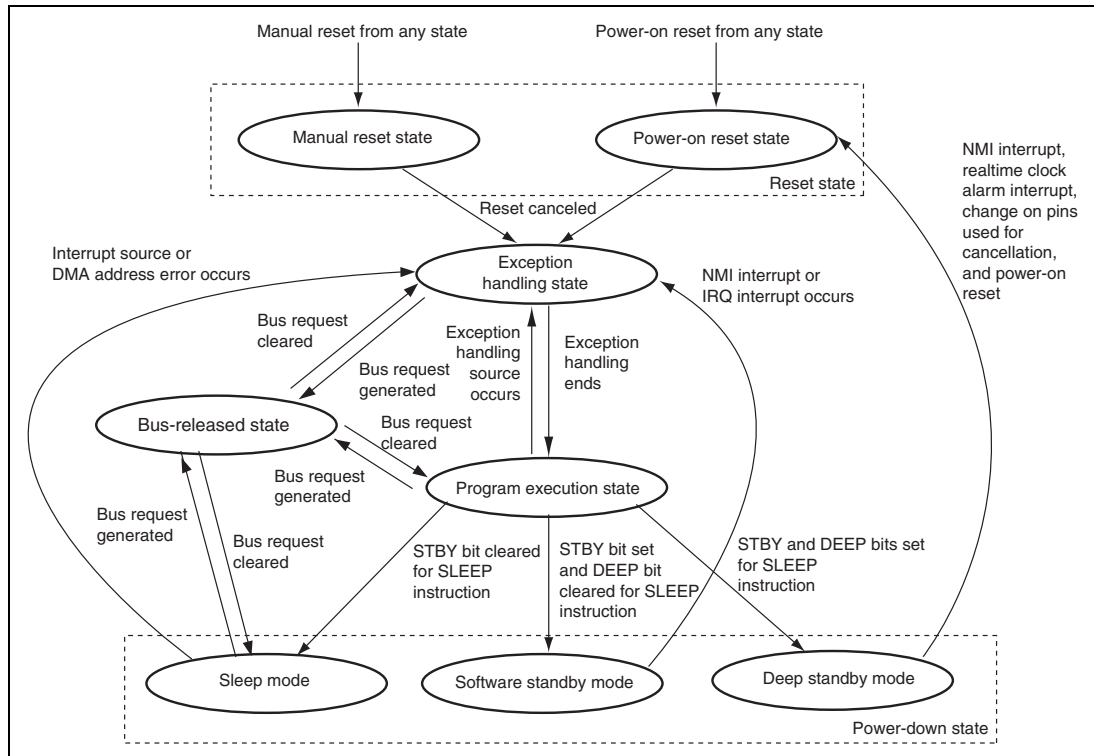 Manual reset from any state
Power-on reset from any state
Manual reset state
Power-on reset state
Reset state
NMI interrupt,
realtime clock
alarm interrupt,
change on pins
used for
cancellation,
and power-on
reset
Reset canceled
Interrupt source or
DMA address error occurs
Exception
handling state
NMI interrupt or
IRQ interrupt occurs
Bus request
cleared
Bus request
generated
Exception
handling
source
occurs
Exception
handling
ends
Bus-released state
Bus request
cleared
Bus request
generated
Program execution state
Bus request
generated
Bus request
cleared
STBY bit cleared
for SLEEP
instruction
STBY bit set
and DEEP bit
cleared for SLEEP
instruction
STBY and DEEP bits set
for SLEEP
instruction
Sleep mode
Software standby mode
Deep standby mode
Power-down state